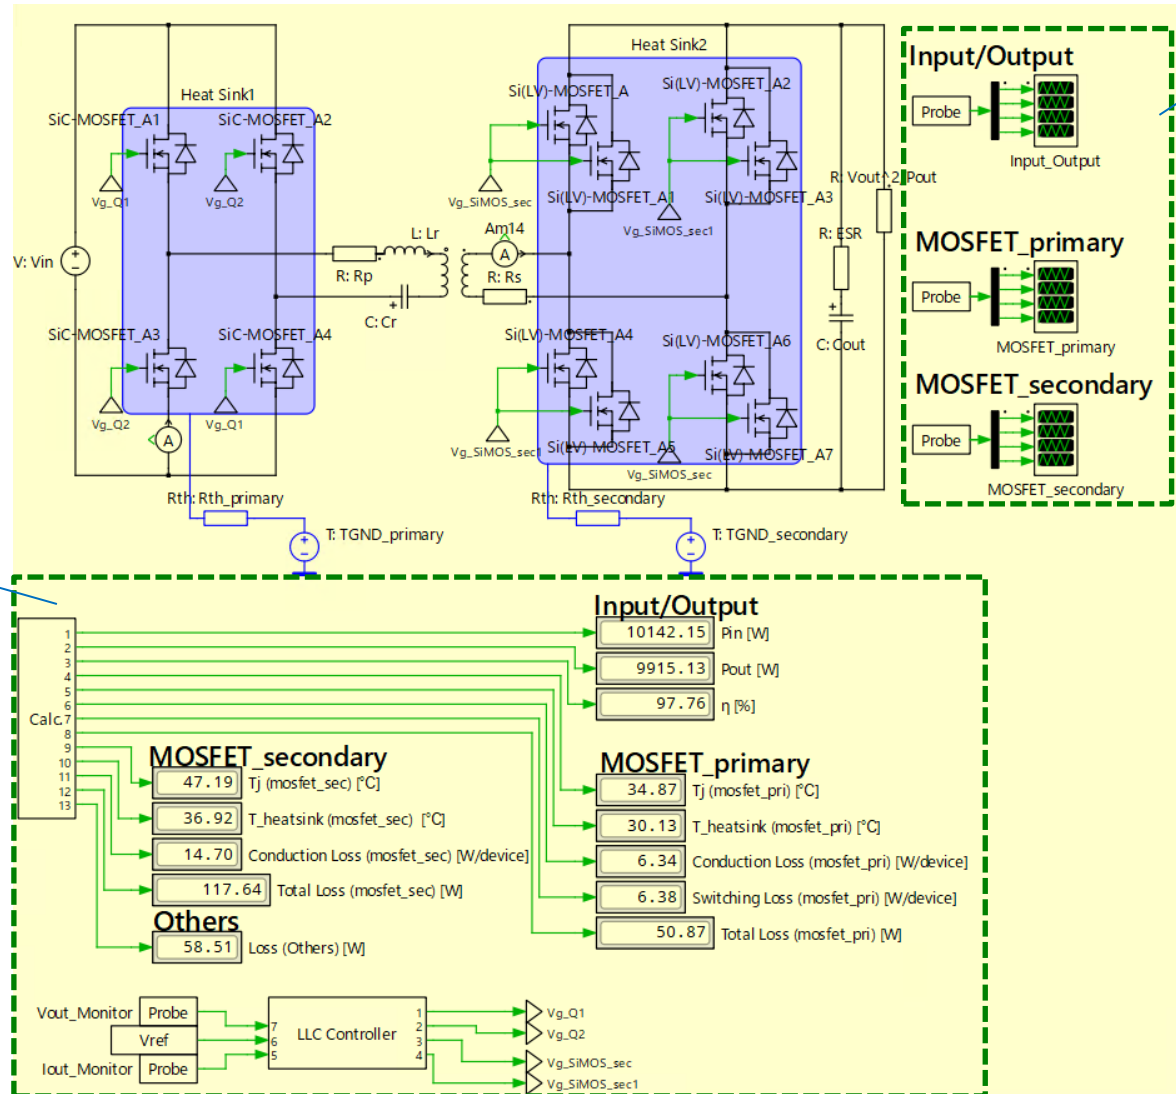 Heat Sink1
Heat Sink2
Input/Output
SiC-MOSFET_A1
SiC-MOSFET_A2
Si(LV)-MOSFET_A
Si(LV)-MOSFET_A2
Probe
Input_Output
Vg_Q1
Vg_Q2
Vg_SiMOS_sec
Si(LV)-MOSFET_A1
Si(LV)-MOSFET_A3
R: Vout^2_Pout
Vg_SiMOS_sec1
L: Lr
Am14
A
R: ESR
MOSFET_primary
V: Vin
R: Rp
R: Rs
Probe
C: Cr
SiC-MOSFET_A3
SiC-MOSFET_A4
Si(LV)-MOSFET_A4
Si(LV)-MOSFET_A6
C: Cout
MOSFET_primary
MOSFET_secondary
Vg_Q2
Vg_Q1
A
Vg_SiMOS_sec1
Si(LV)-MOSFET_A5
Vg_SiMOS_sec
Si(LV)-MOSFET_A7
Probe
MOSFET_secondary
Rth: Rth_primary
Rth: Rth_secondary
T: TGND_primary
T: TGND_secondary
Input/Output
10142.15 Pin [W]
9915.13 Pout [W]
97.76 η [%]
Calc.
1
2
3
4
5
6
7
8
9
10
11
12
13
MOSFET_secondary
47.19 Tj (mosfet_sec) [°C]
36.92 T_heatsink (mosfet_sec) [°C]
14.70 Conduction Loss (mosfet_sec) [W/device]
117.64 Total Loss (mosfet_sec) [W]
MOSFET_primary
34.87 Tj (mosfet_pri) [°C]
30.13 T_heatsink (mosfet_pri) [°C]
6.34 Conduction Loss (mosfet_pri) [W/device]
6.38 Switching Loss (mosfet_pri) [W/device]
50.87 Total Loss (mosfet_pri) [W]
Others
58.51 Loss (Others) [W]
Vout_Monitor Probe
Vref
Iout_Monitor Probe
7
6
5
LLC Controller
1
2
3
4
Vg_Q1
Vg_Q2
Vg_SiMOS_sec
Vg_SiMOS_sec1